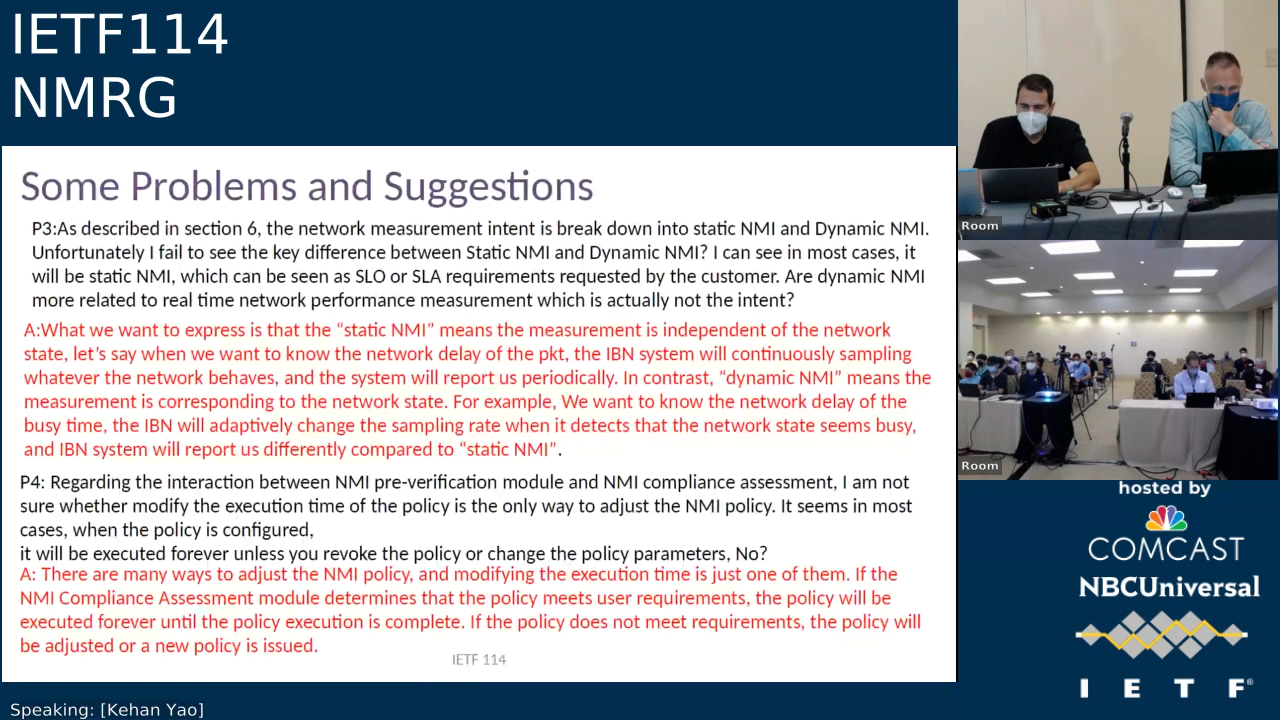 IETF114
NMRG
Some Problems and Suggestions
P3:As described in section 6, the network measurement intent is break down into static NMI and Dynamic NMI.
Unfortunately I fail to see the key difference between Static NMI and Dynamic NMI? I can see in most cases, it
will be static NMI, which can be seen as SLO or SLA requirements requested by the customer. Are dynamic NMI
more related to real time network performance measurement which is actually not the intent?
A:What we want to express is that the “static NMI” means the measurement is independent of the network
state, let’s say when we want to know the network delay of the pkt, the IBN system will continuously sampling
whatever the network behaves, and the system will report us periodically. In contrast, “dynamic NMI” means the
measurement is corresponding to the network state. For example, We want to know the network delay of the
busy time, the IBN will adaptively change the sampling rate when it detects that the network state seems busy,
and IBN system will report us differently compared to “static NMI”.
P4: Regarding the interaction between NMI pre-verification module and NMI compliance assessment, I am not
sure whether modify the execution time of the policy is the only way to adjust the NMI policy. It seems in most
cases, when the policy is configured,
it will be executed forever unless you revoke the policy or change the policy parameters, No?
A: There are many ways to adjust the NMI policy, and modifying the execution time is just one of them. If the
NMI Compliance Assessment module determines that the policy meets user requirements, the policy will be
executed forever until the policy execution is complete. If the policy does not meet requirements, the policy will
be adjusted or a new policy is issued.
IETF 114
Room
Room
hosted by
COMCAST
NBCUniversal
I E T F®
Speaking: [Kehan Yao]